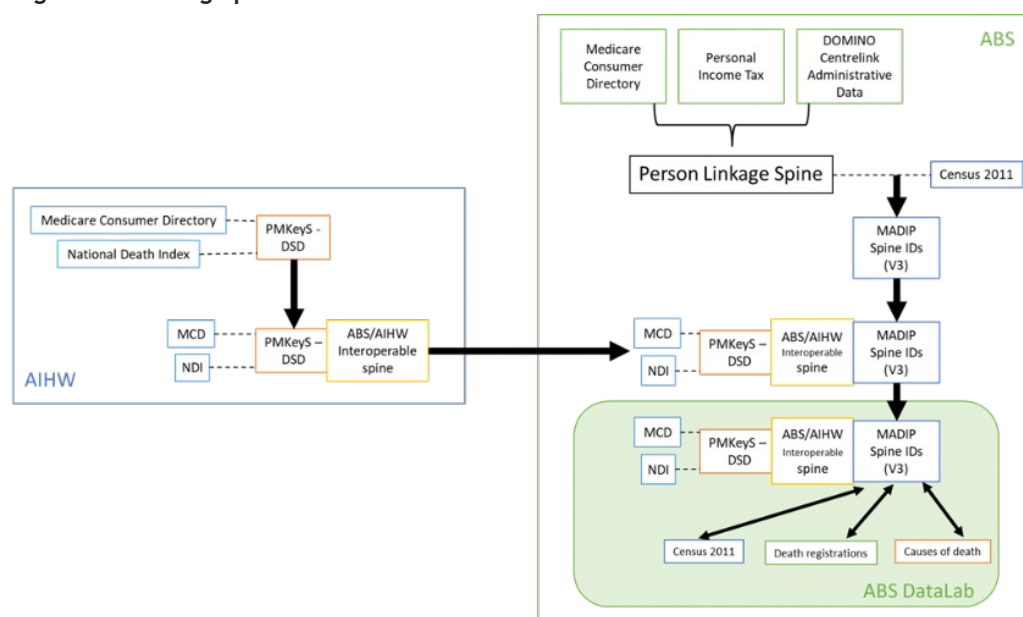 ABS
Medicare
Consumer
Directory
Personal
Income Tax
DOMINO
Centrelink
Administrative
Data
Person Linkage Spine
Census 2011
Medicare Consumer Directory
National Death Index
PMKeyS -
DSD
MADIP
Spine IDs
(V3)
MCD
NDI
PMKeyS –
DSD
ABS/AIHW
Interoperable
spine
AIHW
MCD
NDI
PMKeyS –
DSD
ABS/AIHW
Interoperable
spine
MADIP
Spine IDs
(V3)
MCD
NDI
PMKeyS –
DSD
ABS/AIHW
Interoperable
spine
MADIP
Spine IDs
(V3)
Census 2011
Death registrations
Causes of death
ABS DataLab